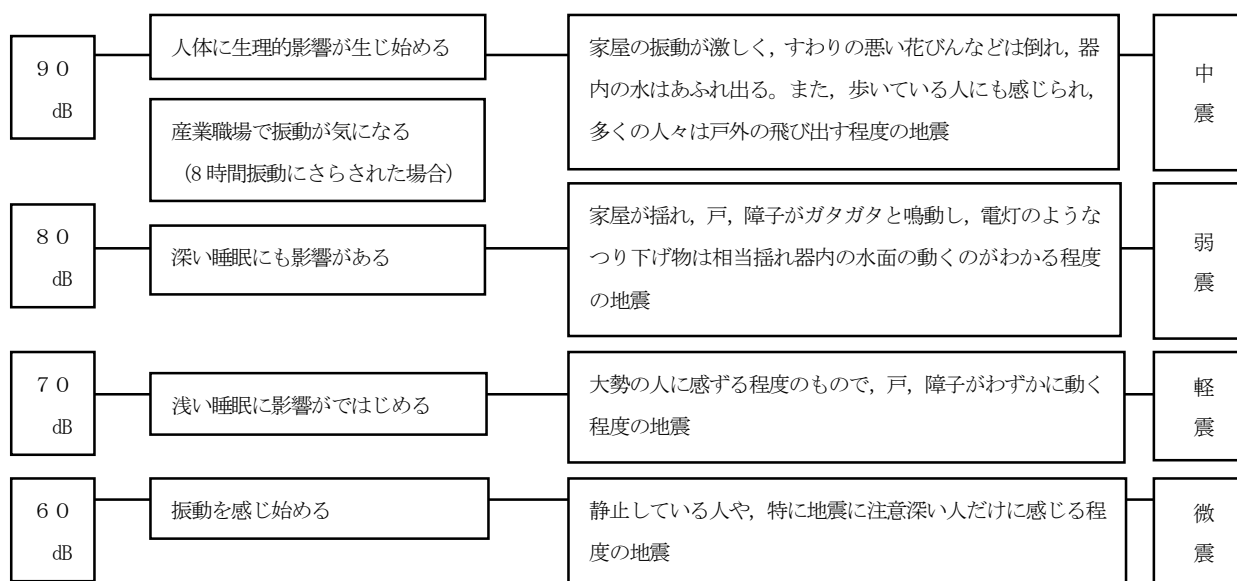 ９０
dB
人体に生理的影響が生じ始める
産業職場で振動が気になる
（8 時間振動にさらされた場合）
家屋の振動が激しく，すわりの悪い花びんなどは倒れ，器
内の水はあふれ出る。また，歩いている人にも感じられ，
多くの人々は戸外の飛び出す程度の地震
中
震
８０
dB
深い睡眠にも影響がある
家屋が揺れ，戸，障子がガタガタと鳴動し，電灯のような
つり下げ物は相当揺れ器内の水面の動くのがわかる程度
の地震
弱
震
７０
dB
浅い睡眠に影響がではじめる
大勢の人に感ずる程度のもので，戸，障子がわずかに動く
程度の地震
軽
震
６０
dB
振動を感じ始める
静止している人や，特に地震に注意深い人だけに感じる程
度の地震
微
震